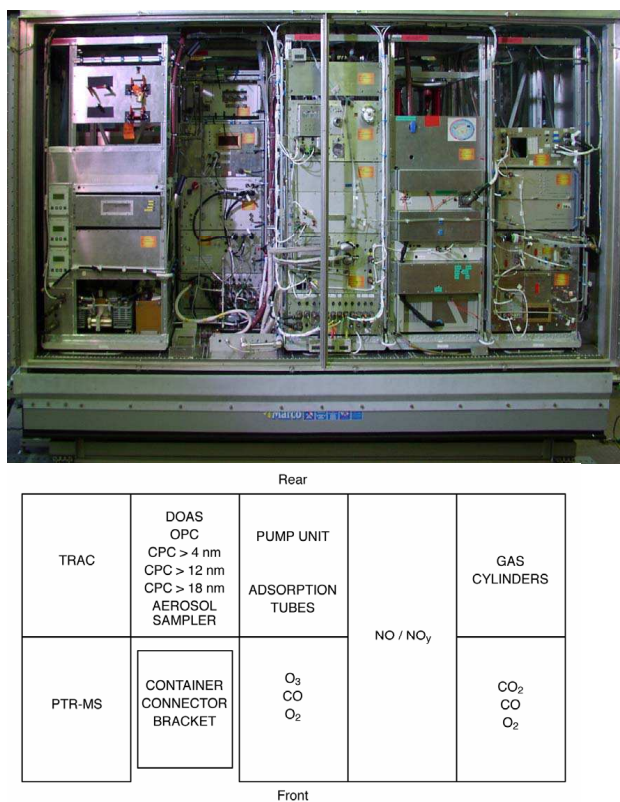 Marco
Rear
TRAC
DOAS
OPC
CPC > 4 nm
CPC > 12 nm
CPC > 18 nm
AEROSOL
SAMPLER
PUMP UNIT
ADSORPTION
TUBES
NO / NOy
GAS
CYLINDERS
PTR-MS
CONTAINER
CONNECTOR
BRACKET
O3
CO
O2
CO2
CO
O2
Front